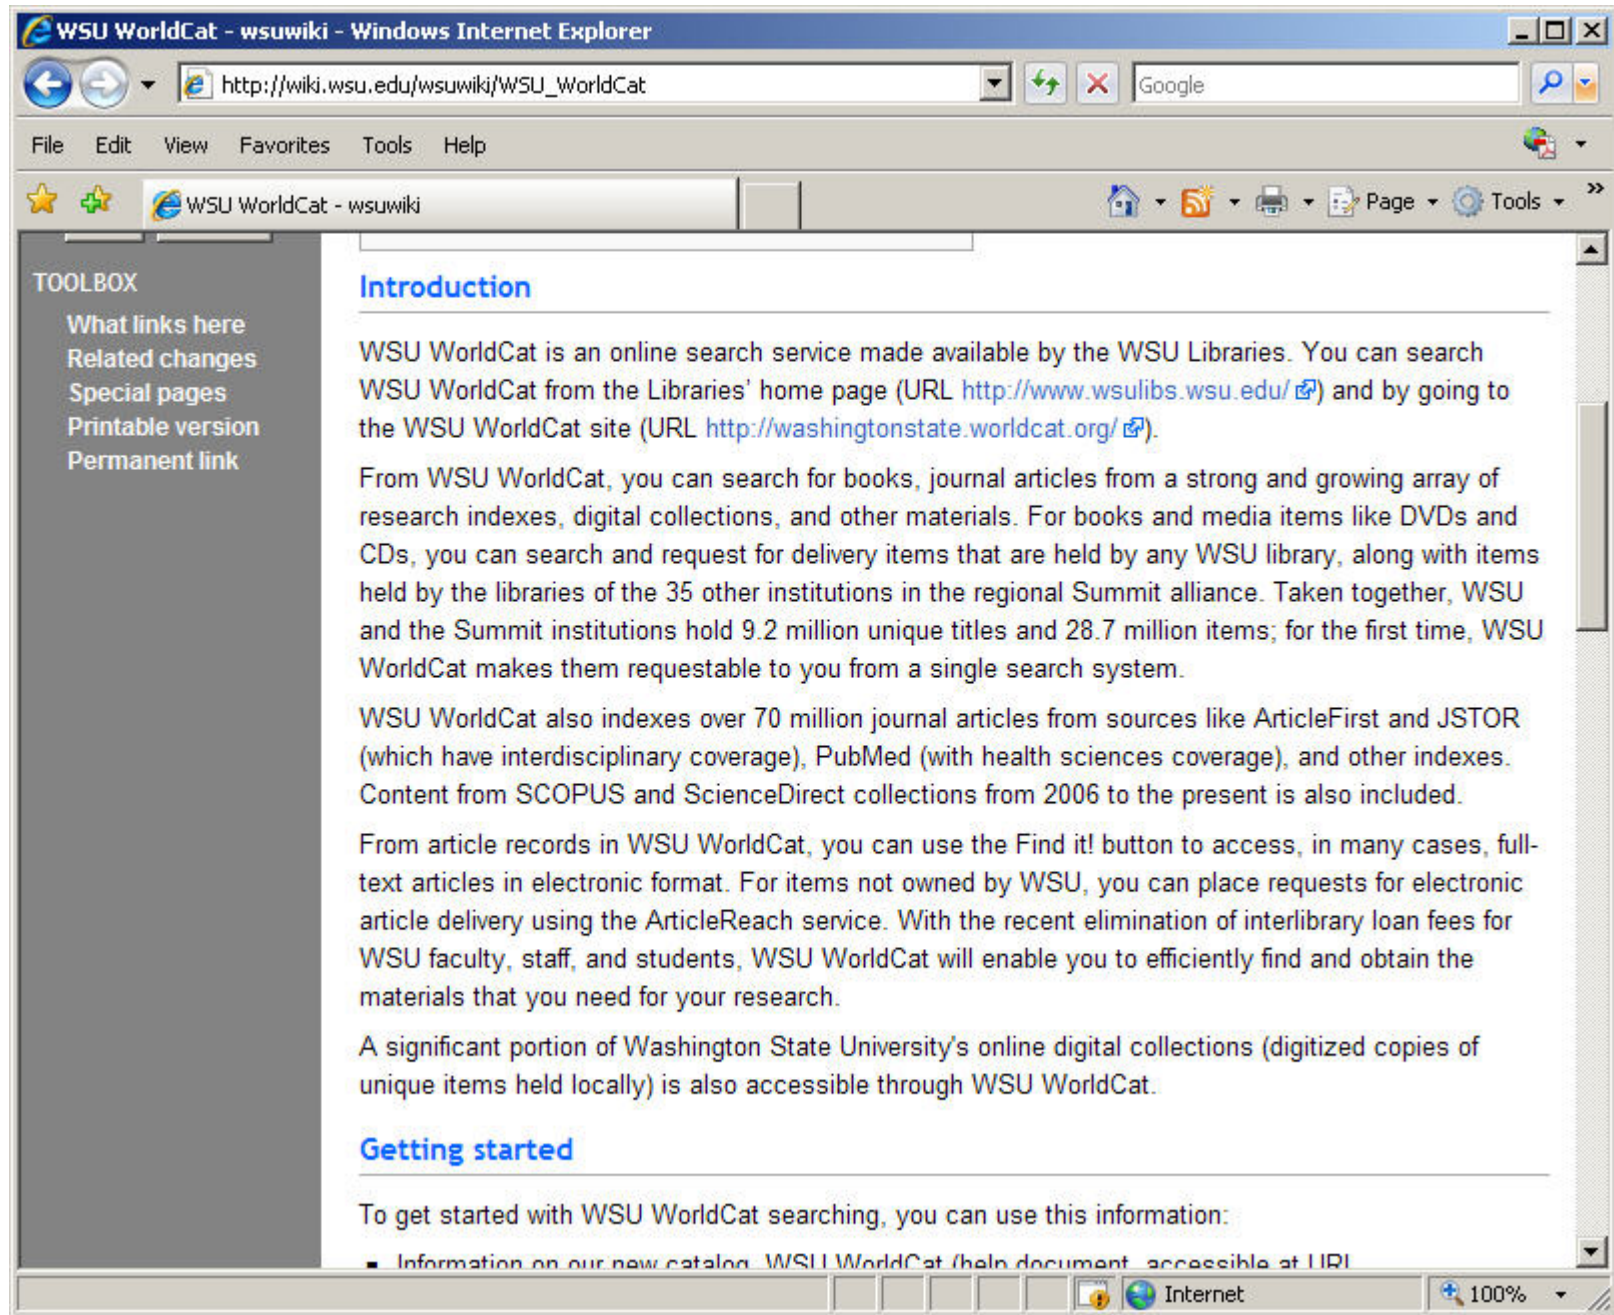 WSU WorldCat - wsuwiki - Windows Internet Explorer
http://wiki.wsu.edu/wsuwiki/WSU_WorldCat
Google
File Edit View Favorites Tools Help
WSU WorldCat - wsuwiki
Page Tools »
TOOLBOX
What links here
Related changes
Special pages
Printable version
Permanent link
Introduction
WSU WorldCat is an online search service made available by the WSU Libraries. You can search
WSU WorldCat from the Libraries' home page (URL http://www.wsulibs.wsu.edu/) and by going to
the WSU WorldCat site (URL http://washingtonstate.worldcat.org/).
From WSU WorldCat, you can search for books, journal articles from a strong and growing array of
research indexes, digital collections, and other materials. For books and media items like DVDs and
CDs, you can search and request for delivery items that are held by any WSU library, along with items
held by the libraries of the 35 other institutions in the regional Summit alliance. Taken together, WSU
and the Summit institutions hold 9.2 million unique titles and 28.7 million items; for the first time, WSU
WorldCat makes them requestable to you from a single search system.
WSU WorldCat also indexes over 70 million journal articles from sources like ArticleFirst and JSTOR
(which have interdisciplinary coverage), PubMed (with health sciences coverage), and other indexes.
Content from SCOPUS and ScienceDirect collections from 2006 to the present is also included.
From article records in WSU WorldCat, you can use the Find it! button to access, in many cases, full-
text articles in electronic format. For items not owned by WSU, you can place requests for electronic
article delivery using the ArticleReach service. With the recent elimination of interlibrary loan fees for
WSU faculty, staff, and students, WSU WorldCat will enable you to efficiently find and obtain the
materials that you need for your research.
A significant portion of Washington State University's online digital collections (digitized copies of
unique items held locally) is also accessible through WSU WorldCat.
Getting started
To get started with WSU WorldCat searching, you can use this information:
▪ Information on our new catalog, WSU WorldCat (help document, accessible at URL
Internet
100%